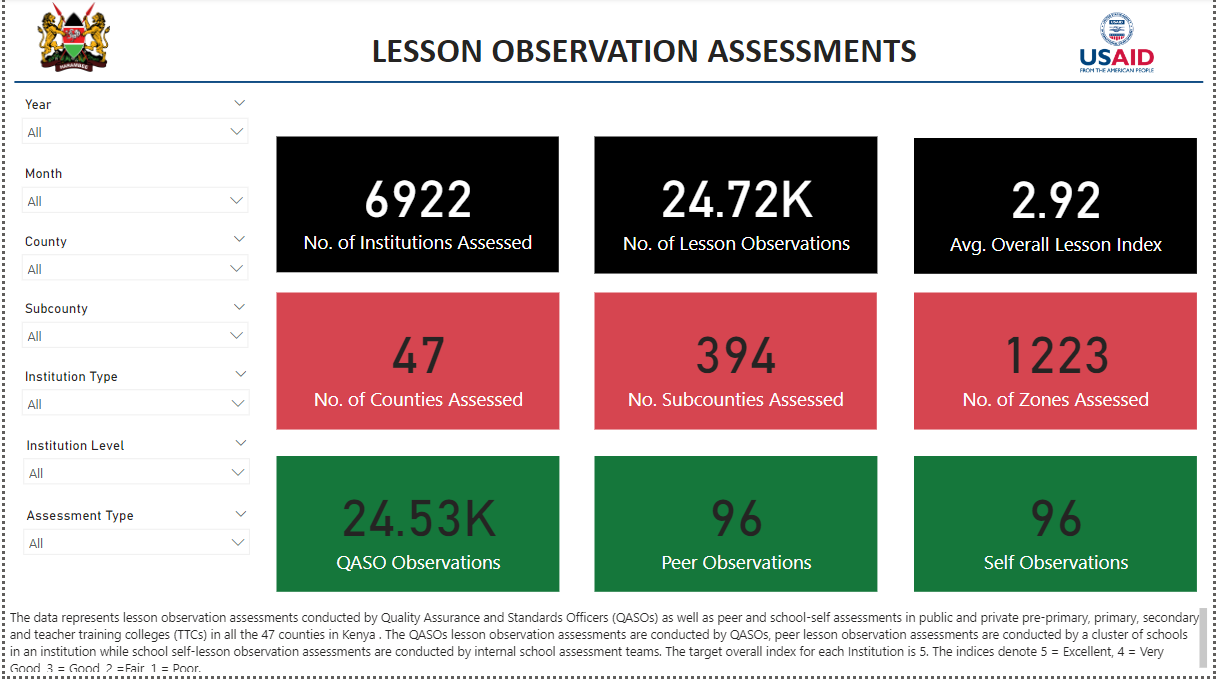 HARAMBEE
LESSON OBSERVATION ASSESSMENTS
USAID
USAID
FROM THE AMERICAN PEOPLE
Year
All
Month
All
County
All
Subcounty
All
Institution Type
All
Institution Level
All
Assessment Type
All
6922
No. of Institutions Assessed
24.72K
No. of Lesson Observations
2.92
Avg. Overall Lesson Index
47
No. of Counties Assessed
394
No. Subcounties Assessed
1223
No. of Zones Assessed
24.53K
QASO Observations
96
Peer Observations
96
Self Observations
The data represents lesson observation assessments conducted by Quality Assurance and Standards Officers (QASOs) as well as peer and school-self assessments in public and private pre-primary, primary, secondary
and teacher training colleges (TTCs) in all the 47 counties in Kenya . The QASOs lesson observation assessments are conducted by QASOs, peer lesson observation assessments are conducted by a cluster of schools
in an institution while school self-lesson observation assessments are conducted by internal school assessment teams. The target overall index for each Institution is 5. The indices denote 5 = Excellent, 4 = Very
Good, 3 = Good, 2 =Fair, 1 = Poor.